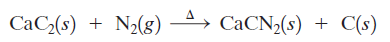 CaC₂(s) + N₂(g) —Δ→ CaCN₂(s) + C(s)